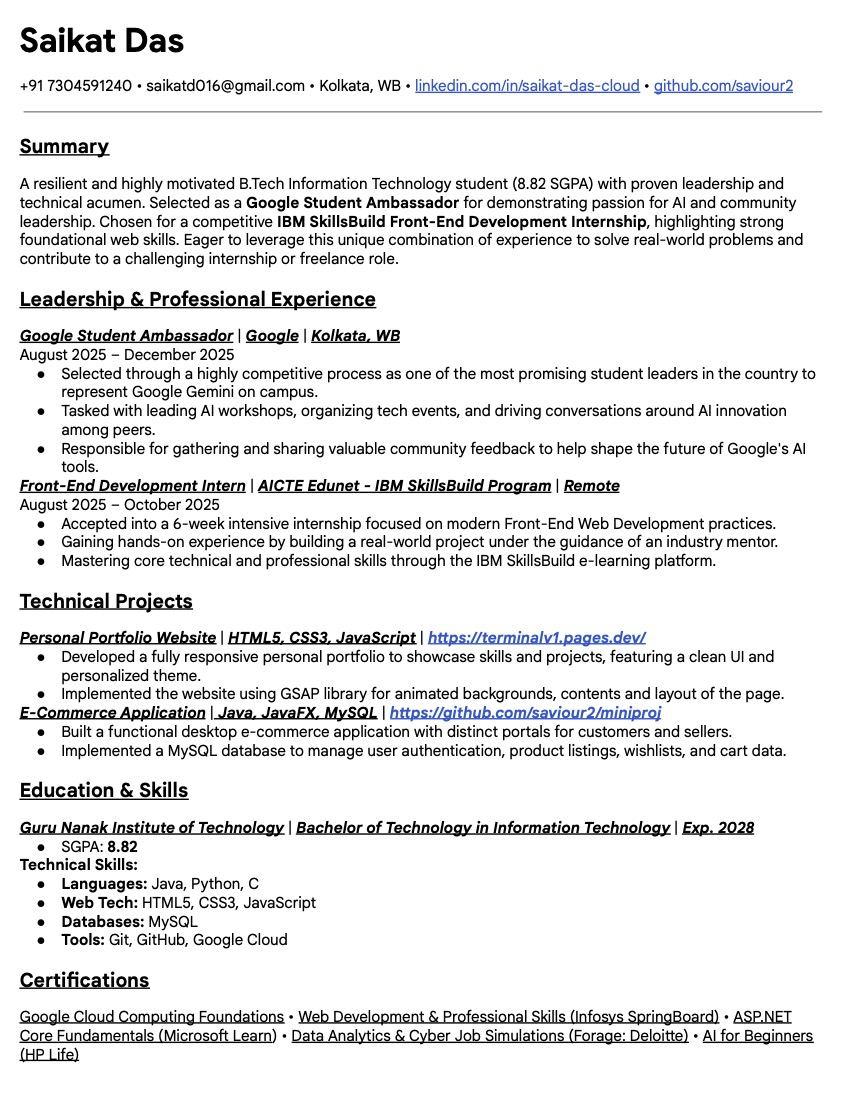 Saikat Das
+91 7304591240 • saikatd016@gmail.com • Kolkata, WB • linkedin.com/in/saikat-das-cloud • github.com/saviour2
Summary
A resilient and highly motivated B.Tech Information Technology student (8.82 SGPA) with proven leadership and
technical acumen. Selected as a Google Student Ambassador for demonstrating passion for AI and community
leadership. Chosen for a competitive IBM SkillsBuild Front-End Development Internship, highlighting strong
foundational web skills. Eager to leverage this unique combination of experience to solve real-world problems and
contribute to a challenging internship or freelance role.
Leadership & Professional Experience
Google Student Ambassador | Google | Kolkata, WB
August 2025 – December 2025
● Selected through a highly competitive process as one of the most promising student leaders in the country to
represent Google Gemini on campus.
● Tasked with leading AI workshops, organizing tech events, and driving conversations around AI innovation
among peers.
● Responsible for gathering and sharing valuable community feedback to help shape the future of Google's AI
tools.
Front-End Development Intern | AICTE Edunet - IBM SkillsBuild Program | Remote
August 2025 – October 2025
● Accepted into a 6-week intensive internship focused on modern Front-End Web Development practices.
● Gaining hands-on experience by building a real-world project under the guidance of an industry mentor.
● Mastering core technical and professional skills through the IBM SkillsBuild e-learning platform.
Technical Projects
Personal Portfolio Website | HTML5, CSS3, JavaScript | https://terminalv1.pages.dev/
● Developed a fully responsive personal portfolio to showcase skills and projects, featuring a clean UI and
personalized theme.
● Implemented the website using GSAP library for animated backgrounds, contents and layout of the page.
E-Commerce Application | Java, JavaFX, MySQL | https://github.com/saviour2/miniproj
● Built a functional desktop e-commerce application with distinct portals for customers and sellers.
● Implemented a MySQL database to manage user authentication, product listings, wishlists, and cart data.
Education & Skills
Guru Nanak Institute of Technology | Bachelor of Technology in Information Technology | Exp. 2028
● SGPA: 8.82
Technical Skills:
● Languages: Java, Python, C
● Web Tech: HTML5, CSS3, JavaScript
● Databases: MySQL
● Tools: Git, GitHub, Google Cloud
Certifications
Google Cloud Computing Foundations • Web Development & Professional Skills (Infosys SpringBoard) • ASP.NET
Core Fundamentals (Microsoft Learn) • Data Analytics & Cyber Job Simulations (Forage: Deloitte) • AI for Beginners
(HP Life)